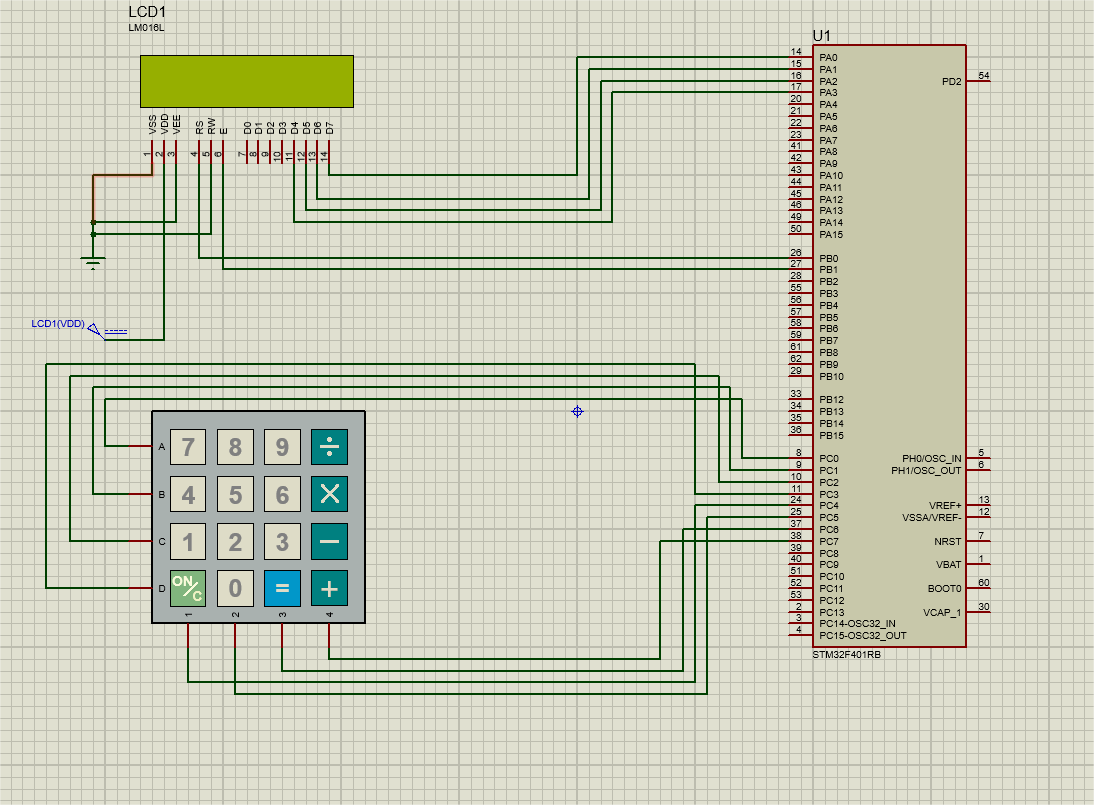 LCD1
LM016L
VSS VDD VEE RS RW E D0 D1 D2 D3 D4 D5 D6 D7
1 2 3 4 5 6 7 8 9 10 11 12 13 14
LCD1(VDD)
A 7 8 9 ÷
B 4 5 6 ×
C 1 2 3 −
D ON/C 0 = +
1 2 3 4
U1
14 PA0
15 PA1
16 PA2
17 PA3
20 PA4
21 PA5
22 PA6
23 PA7
41 PA8
42 PA9
43 PA10
44 PA11
45 PA12
46 PA13
49 PA14
50 PA15
26 PB0
27 PB1
28 PB2
55 PB3
56 PB4
57 PB5
58 PB6
59 PB7
61 PB8
62 PB9
29 PB10
33 PB12
34 PB13
35 PB14
36 PB15
8 PC0
9 PC1
10 PC2
11 PC3
24 PC4
25 PC5
37 PC6
38 PC7
39 PC8
40 PC9
51 PC10
52 PC11
53 PC12
2 PC13
3 PC14-OSC32_IN
4 PC15-OSC32_OUT
PD2 54
PH0/OSC_IN 5
PH1/OSC_OUT 6
VREF+ 13
VSSA/VREF- 12
NRST 7
VBAT 1
BOOT0 60
VCAP_1 30
STM32F401RB